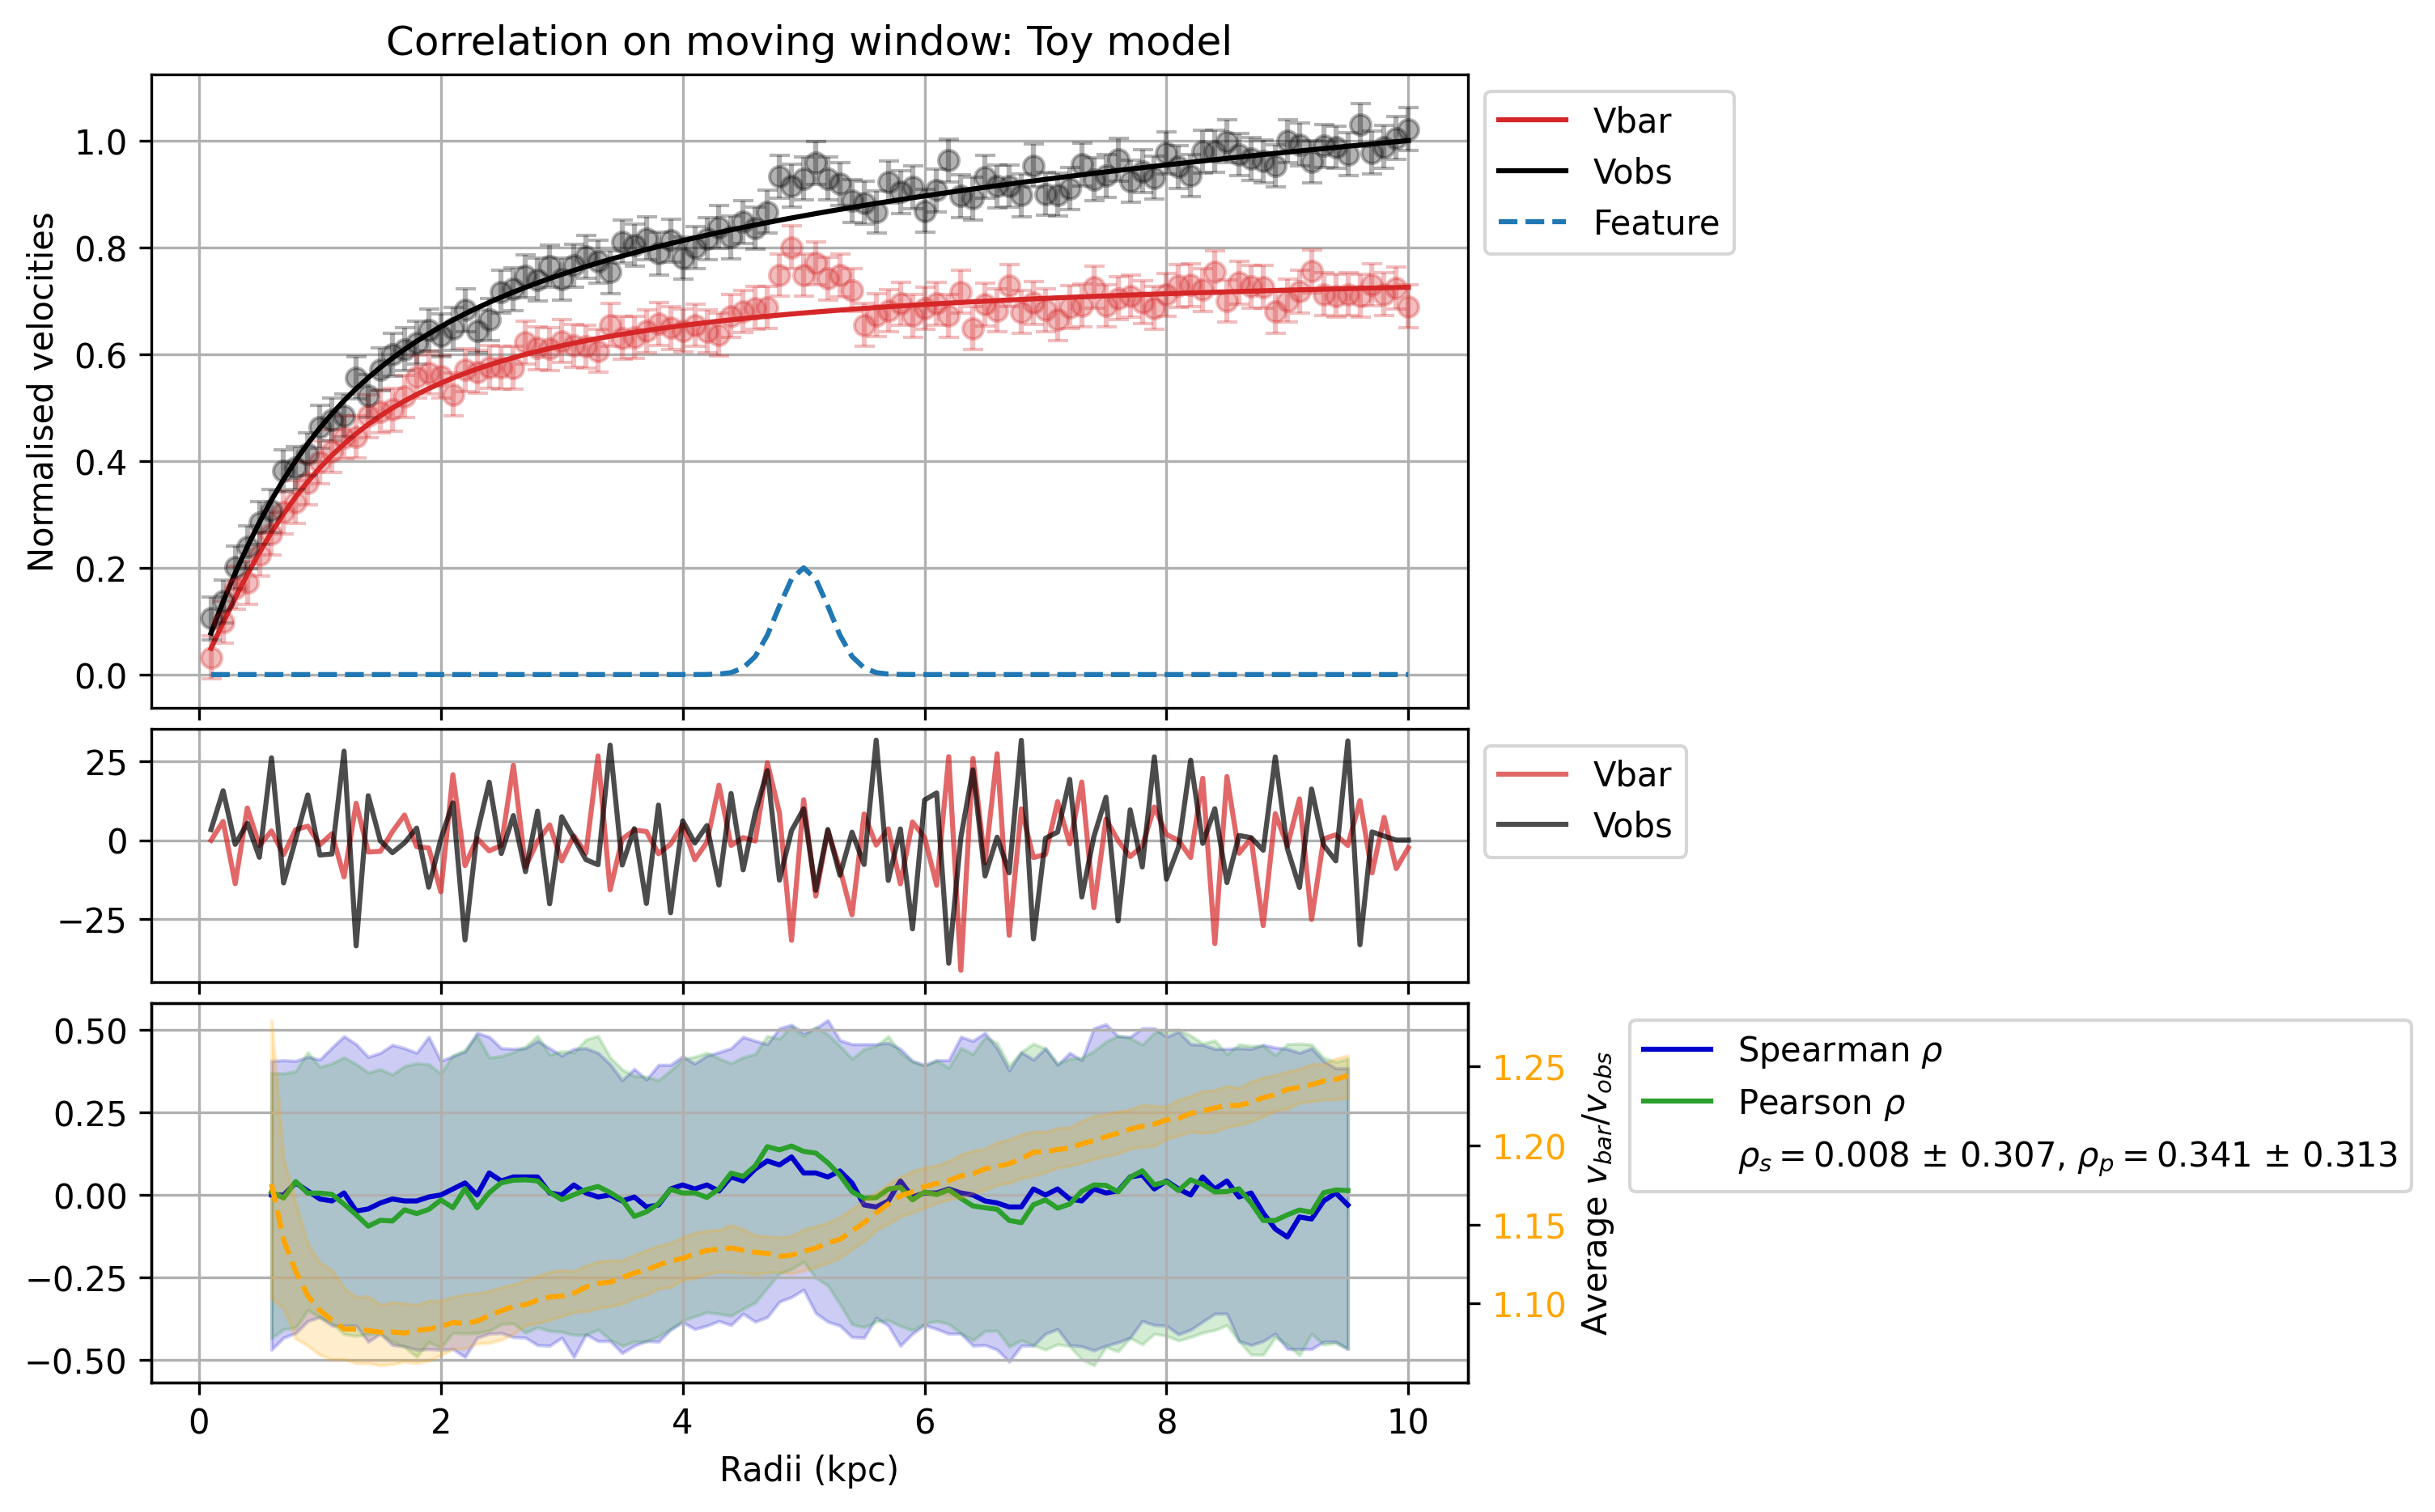 Correlation on moving window: Toy model
Normalised velocities
1.0
0.8
0.6
0.4
0.2
0.0
Vbar
Vobs
Feature
25
0
−25
Vbar
Vobs
0.50
0.25
0.00
−0.25
−0.50
1.25
1.20
1.15
1.10
Average v_bar/v_obs
Spearman ρ
Pearson ρ
ρ_s = 0.008 ± 0.307, ρ_p = 0.341 ± 0.313
0 2 4 6 8 10
Radii (kpc)